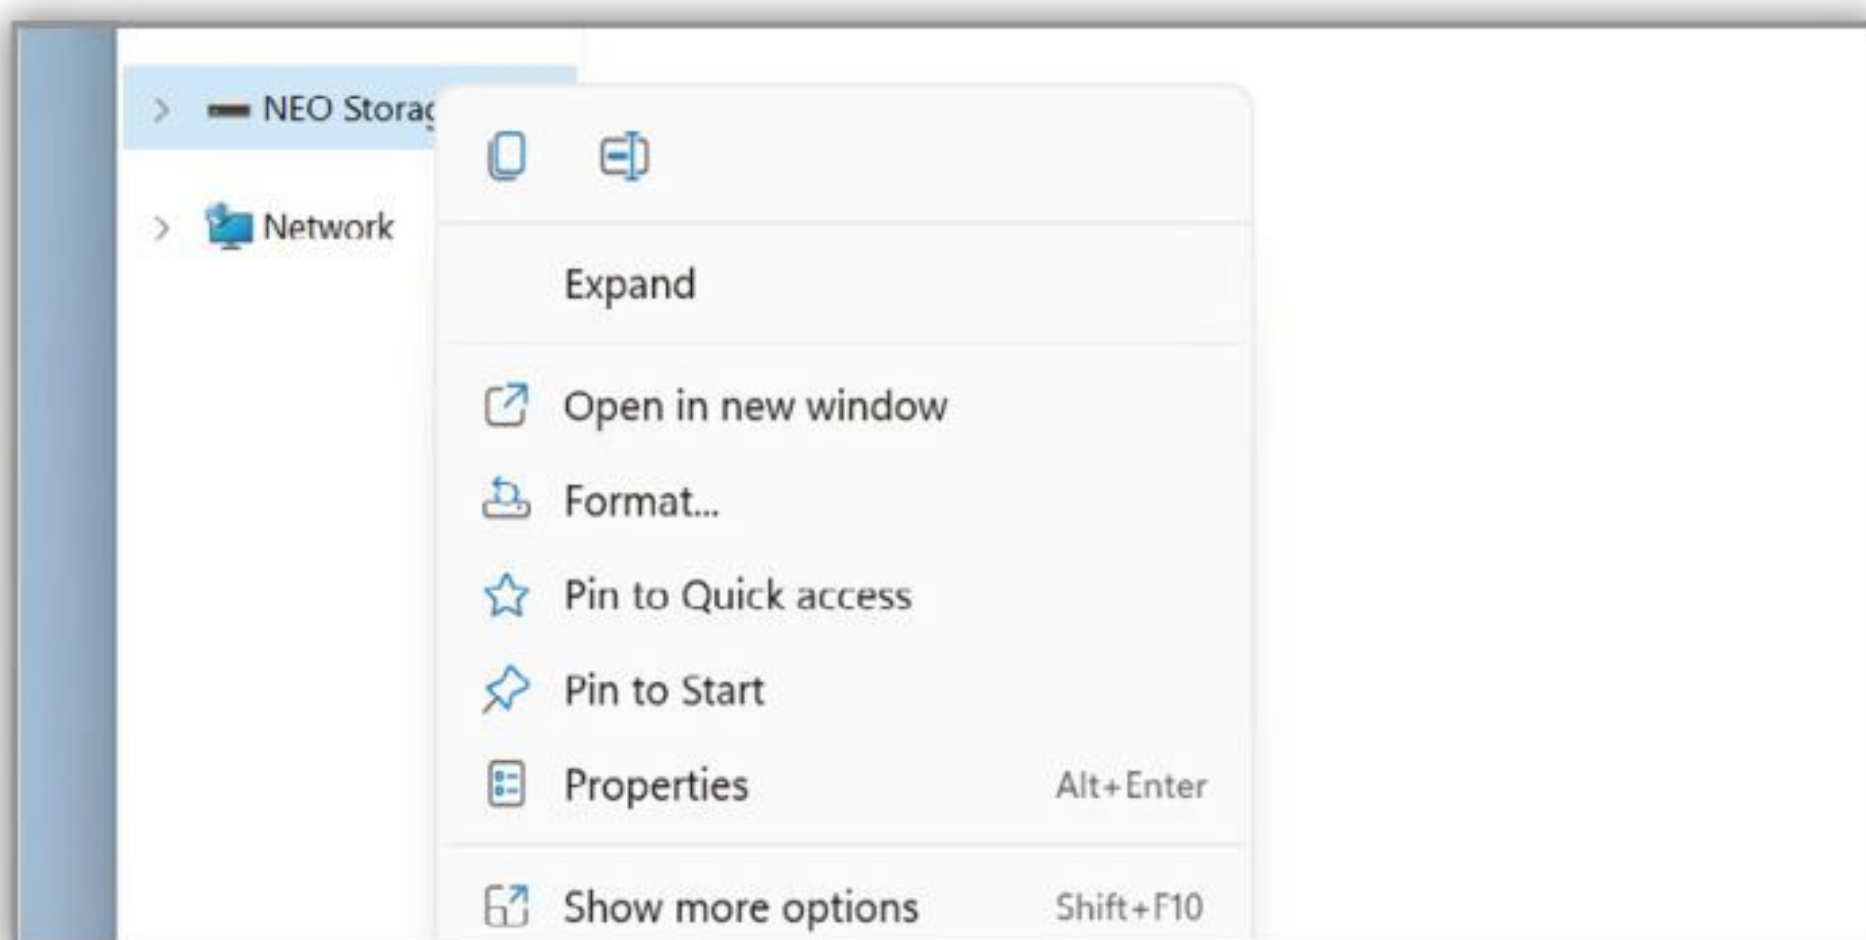 NEO Storag
Network
Expand
Open in new window
Format...
Pin to Quick access
Pin to Start
Properties Alt+Enter
Show more options Shift+F10